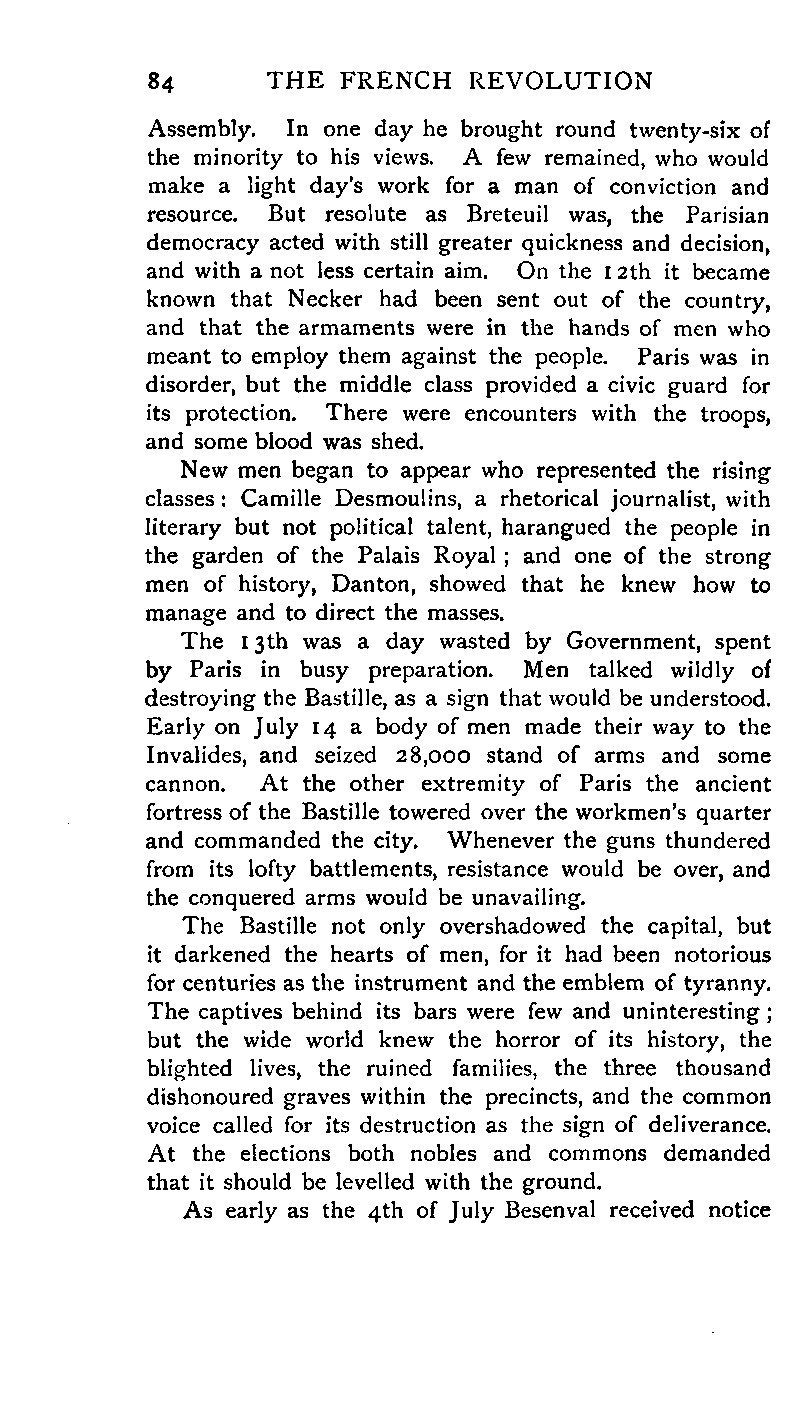 84 THE FRENCH REVOLUTION
Assembly. In one day he brought round twenty-six of
the minority to his views. A few remained, who would
make a light day's work for a man of conviction and
resource. But resolute as Breteuil was, the Parisian
democracy acted with still greater quickness and decision,
and with a not less certain aim. On the 12th it became
known that Necker had been sent out of the country,
and that the armaments were in the hands of men who
meant to employ them against the people. Paris was in
disorder, but the middle class provided a civic guard for
its protection. There were encounters with the troops,
and some blood was shed.
New men began to appear who represented the rising
classes : Camille Desmoulins, a rhetorical journalist, with
literary but not political talent, harangued the people in
the garden of the Palais Royal ; and one of the strong
men of history, Danton, showed that he knew how to
manage and to direct the masses.
The 13th was a day wasted by Government, spent
by Paris in busy preparation. Men talked wildly of
destroying the Bastille, as a sign that would be understood.
Early on July 14 a body of men made their way to the
Invalides, and seized 28,000 stand of arms and some
cannon. At the other extremity of Paris the ancient
fortress of the Bastille towered over the workmen's quarter
and commanded the city. Whenever the guns thundered
from its lofty battlements, resistance would be over, and
the conquered arms would be unavailing.
The Bastille not only overshadowed the capital, but
it darkened the hearts of men, for it had been notorious
for centuries as the instrument and the emblem of tyranny.
The captives behind its bars were few and uninteresting ;
but the wide world knew the horror of its history, the
blighted lives, the ruined families, the three thousand
dishonoured graves within the precincts, and the common
voice called for its destruction as the sign of deliverance.
At the elections both nobles and commons demanded
that it should be levelled with the ground.
As early as the 4th of July Besenval received notice